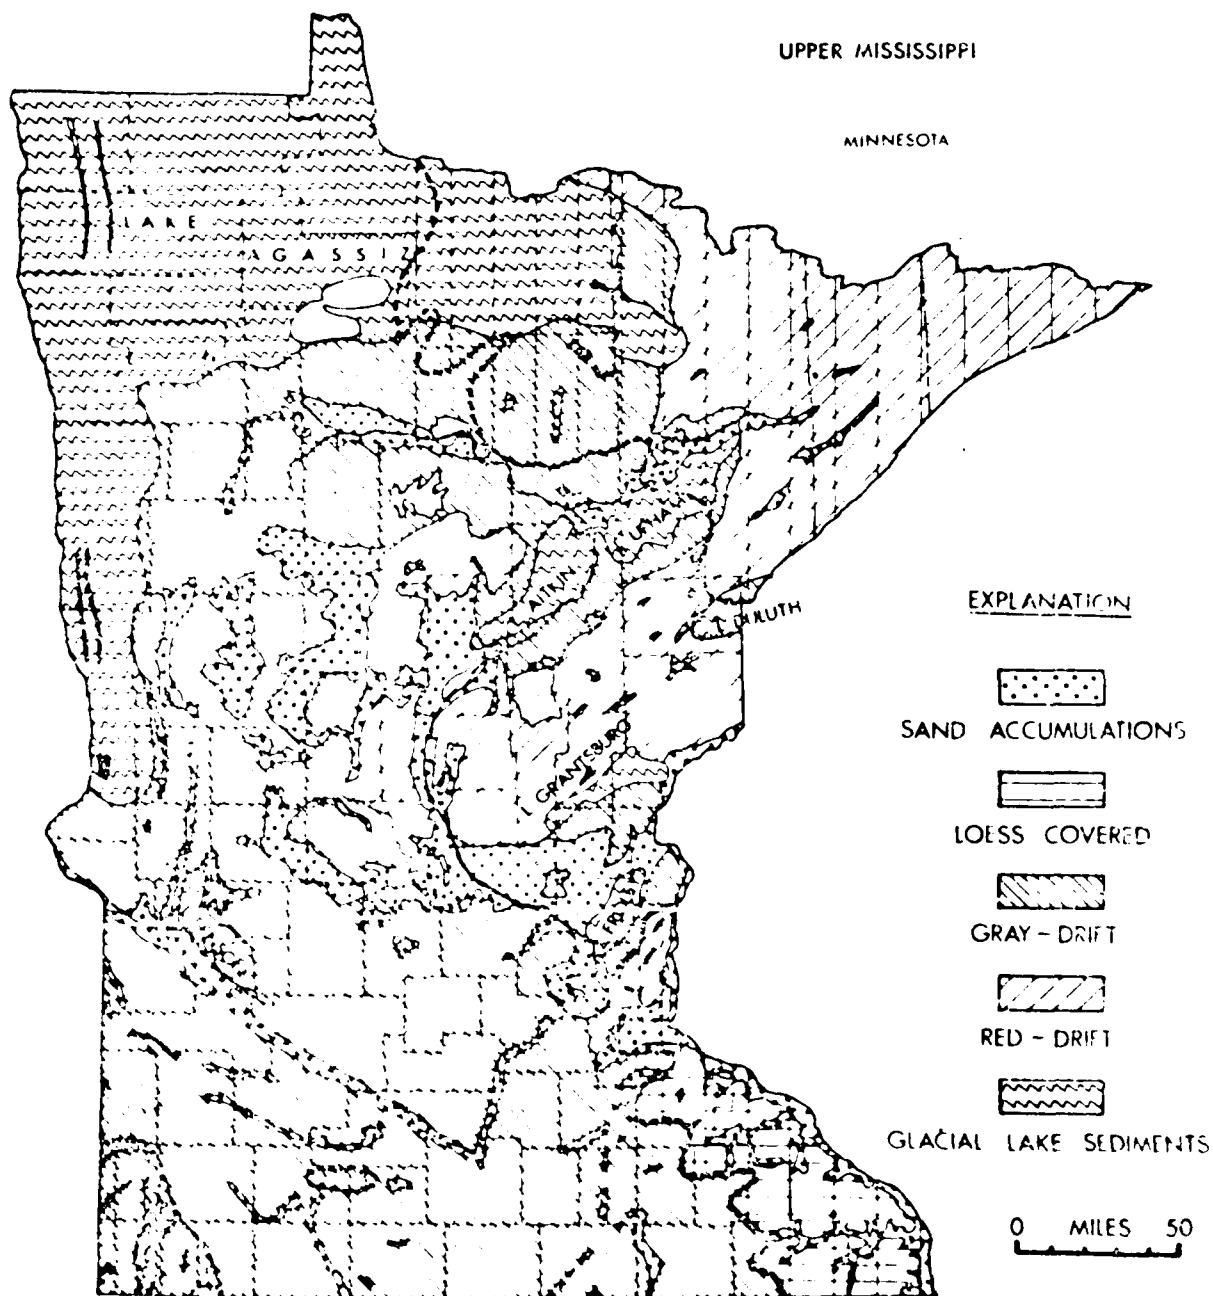 UPPER MISSISSIPPI
MINNESOTA
LAKE
AGASSIZ
UPHAM
AITKIN
L. DULUTH
L. GRANTSBURG
EXPLANATION
SAND ACCUMULATIONS
LOESS COVERED
GRAY-DRIFT
RED-DRIFT
GLACIAL LAKE SEDIMENTS
0 MILES 50